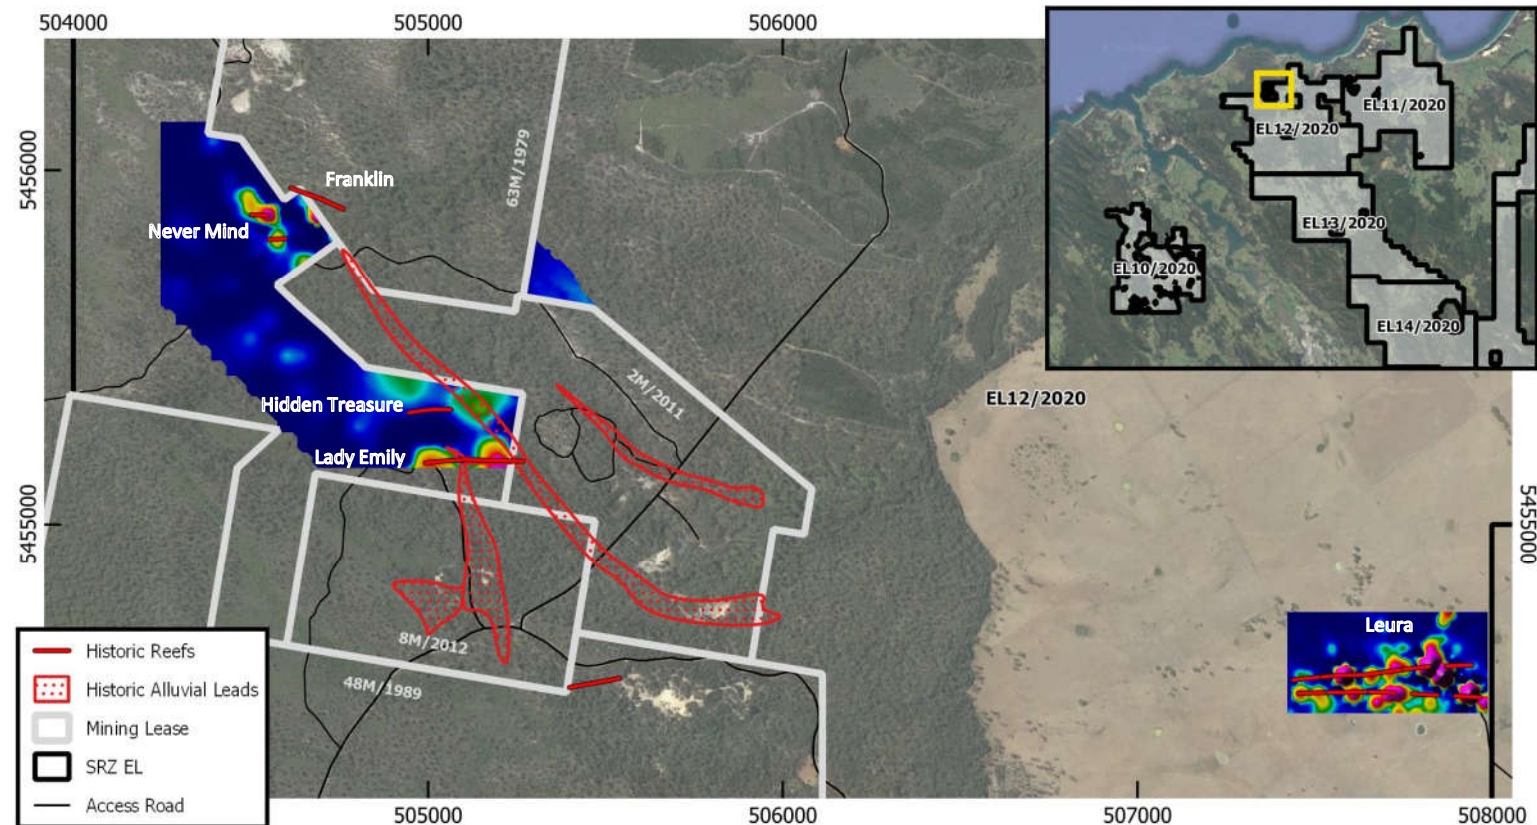 504000
505000
506000
5456000
5455000
Franklin
Never Mind
63M/1979
Hidden Treasure
2M/2011
Lady Emily
EL12/2020
8M/2012
48M/1989
Leura
EL11/2020
EL12/2020
EL13/2020
EL10/2020
EL14/2020
5455000
Historic Reefs
Historic Alluvial Leads
Mining Lease
SRZ EL
Access Road
505000
506000
507000
508000